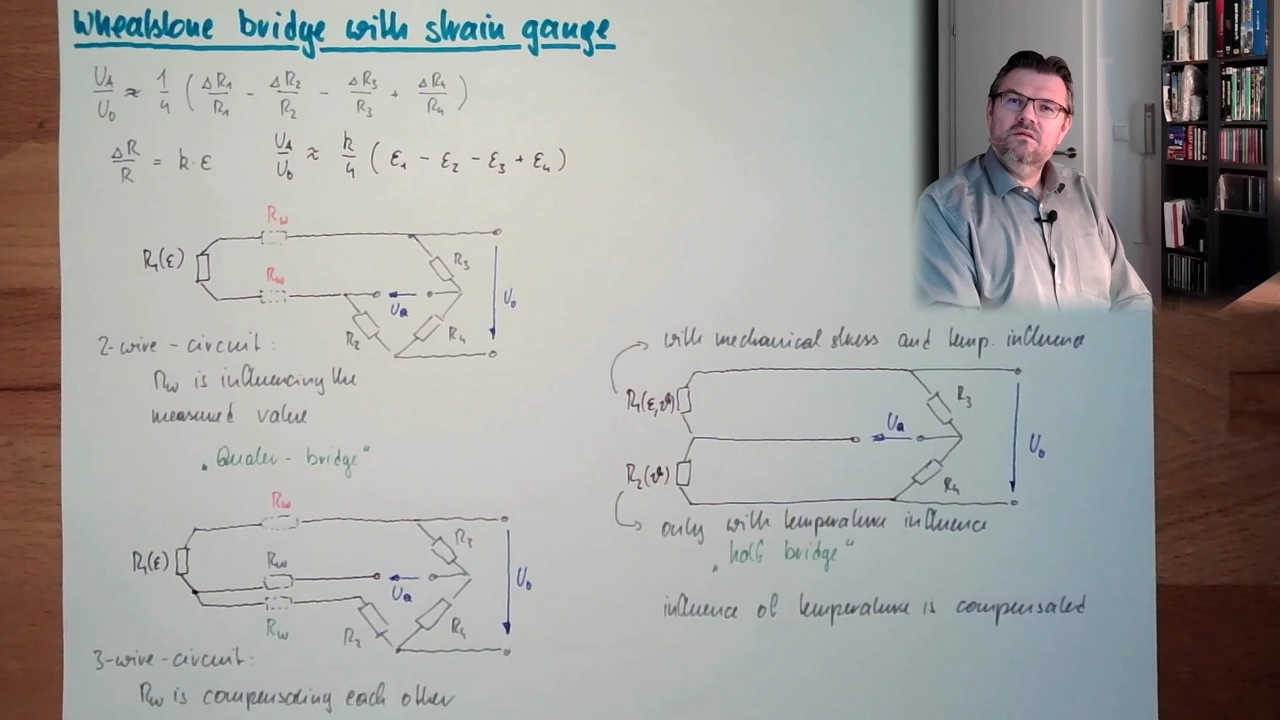 Wheatstone bridge with strain gauge
U_A/U_0 ≈ 1/4 (ΔR_1/R_1 - ΔR_2/R_2 - ΔR_3/R_3 + ΔR_4/R_4)
ΔR/R = k·ε
U_A/U_0 ≈ k/4 (ε_1 - ε_2 - ε_3 + ε_4)
R_w
R_1(ε)
R_w
R_3
U_a
U_0
R_2
R_4
2-wire-circuit:
R_w is influencing the
measured value
„Quater-bridge"
R_w
R_1(ε)
R_w
R_w
R_3
U_a
U_0
R_2
R_4
3-wire-circuit:
R_w is compensating each other
with mechanical stress and temp. influence
R_1(ε,ϑ)
R_3
U_a
U_0
R_2(ϑ)
R_4
only with temperature influence
„half bridge"
influence of temperature is compensated